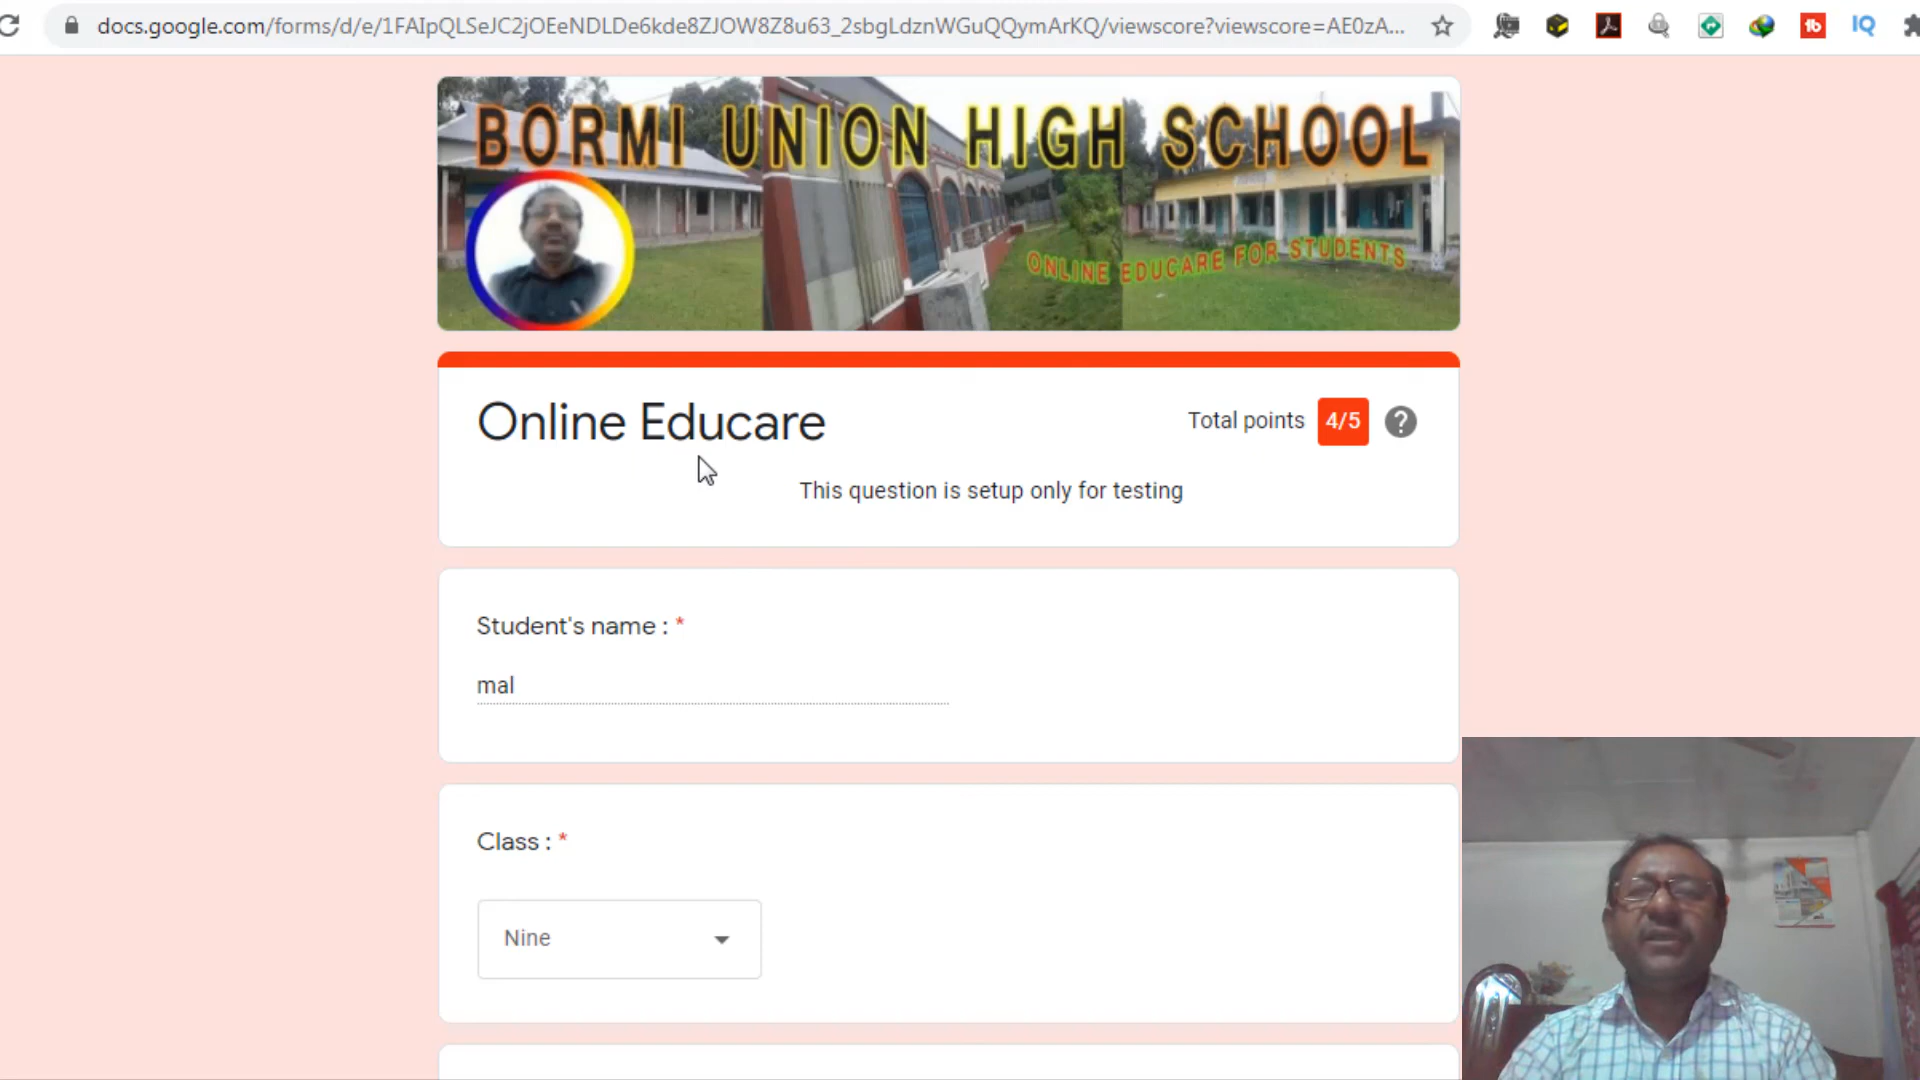 docs.google.com/forms/d/e/1FAIpQLSeJC2jOEeNDLDe6kde8ZJOW8Z8u63_2sbgLdznWGuQQymArKQ/viewscore?viewscore=AE0zA...
IQ
BORMI UNION HIGH SCHOOL
ONLINE EDUCARE FOR STUDENTS
Online Educare
Total points 4/5
This question is setup only for testing
Student's name : *
mal
Class : *
Nine